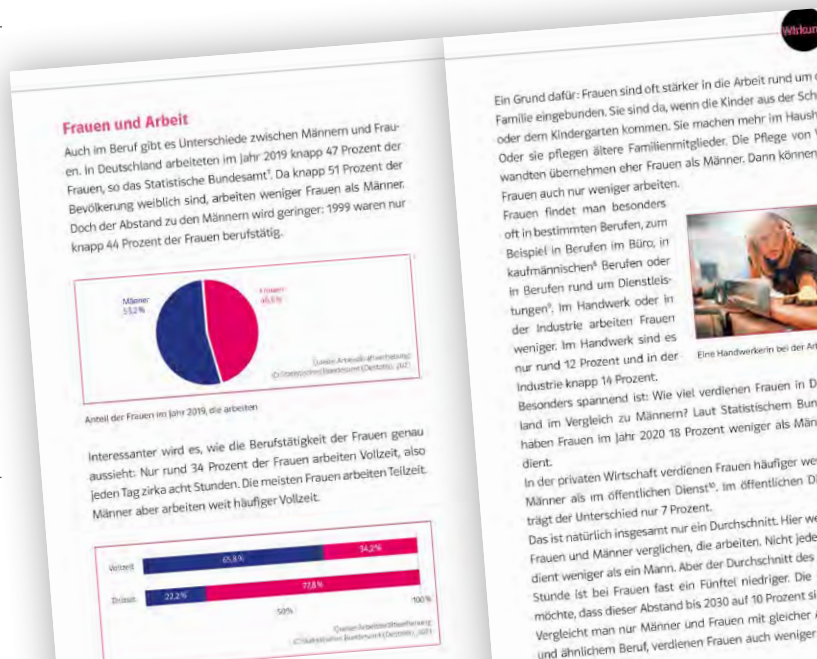 Frauen und Arbeit
Auch im Beruf gibt es Unterschiede zwischen Männern und Frau-
en. In Deutschland arbeiteten im Jahr 2019 knapp 47 Prozent der
Frauen, so das Statistische Bundesamt⁷. Da knapp 51 Prozent der
Bevölkerung weiblich sind, arbeiten weniger Frauen als Männer.
Doch der Abstand zu den Männern wird geringer: 1999 waren nur
knapp 44 Prozent der Frauen berufstätig.
Männer
53,2 %
Frauen
46,6%
Quelle: Arbeitskräfteerhebung
(C) Statistisches Bundesamt (Destatis),
Anteil der Frauen im Jahr 2019, die arbeiten
Interessanter wird es, wie die Berufstätigkeit der Frauen genau
aussieht: Nur rund 34 Prozent der Frauen arbeiten Vollzeit, also
jeden Tag zirka acht Stunden. Die meisten Frauen arbeiten Teilzeit.
Männer aber arbeiten weit häufiger Vollzeit.
Vollzeit 65,8% 34,2%
Teilzeit 22,2% 77,8%
50% 100%
Quelle: Arbeitskräfteerhebung
(C) Statistisches Bundesamt (Destatis),
Wirkun
Ein Grund dafür: Frauen sind oft stärker in die Arbeit rund um d
Familie eingebunden. Sie sind da, wenn die Kinder aus der Sch
oder dem Kindergarten kommen. Sie machen mehr im Haush
Oder sie pflegen ältere Familienmitglieder. Die Pflege von
wandten übernehmen eher Frauen als Männer. Dann können
Frauen auch nur weniger arbeiten.
Frauen findet man besonders
oft in bestimmten Berufen, zum
Beispiel in Berufen im Büro, in
kaufmännischen⁸ Berufen oder
in Berufen rund um Dienstleis-
tungen⁹. Im Handwerk oder in
der Industrie arbeiten Frauen
weniger. Im Handwerk sind es
nur rund 12 Prozent und in der
Industrie knapp 14 Prozent.
Eine Handwerkerin bei der Arb
Besonders spannend ist: Wie viel verdienen Frauen in D
land im Vergleich zu Männern? Laut Statistischem Bun
haben Frauen im Jahr 2020 18 Prozent weniger als Män
dient.
In der privaten Wirtschaft verdienen Frauen häufiger we
Männer als im öffentlichen Dienst¹⁰. Im öffentlichen Di
trägt der Unterschied nur 7 Prozent.
Das ist natürlich insgesamt nur ein Durchschnitt. Hier we
Frauen und Männer verglichen, die arbeiten. Nicht jede
dient weniger als ein Mann. Aber der Durchschnitt des
Stunde ist bei Frauen fast ein Fünftel niedriger. Die
möchte, dass dieser Abstand bis 2030 auf 10 Prozent si
Vergleicht man nur Männer und Frauen mit gleicher A
und ähnlichem Beruf, verdienen Frauen auch weniger